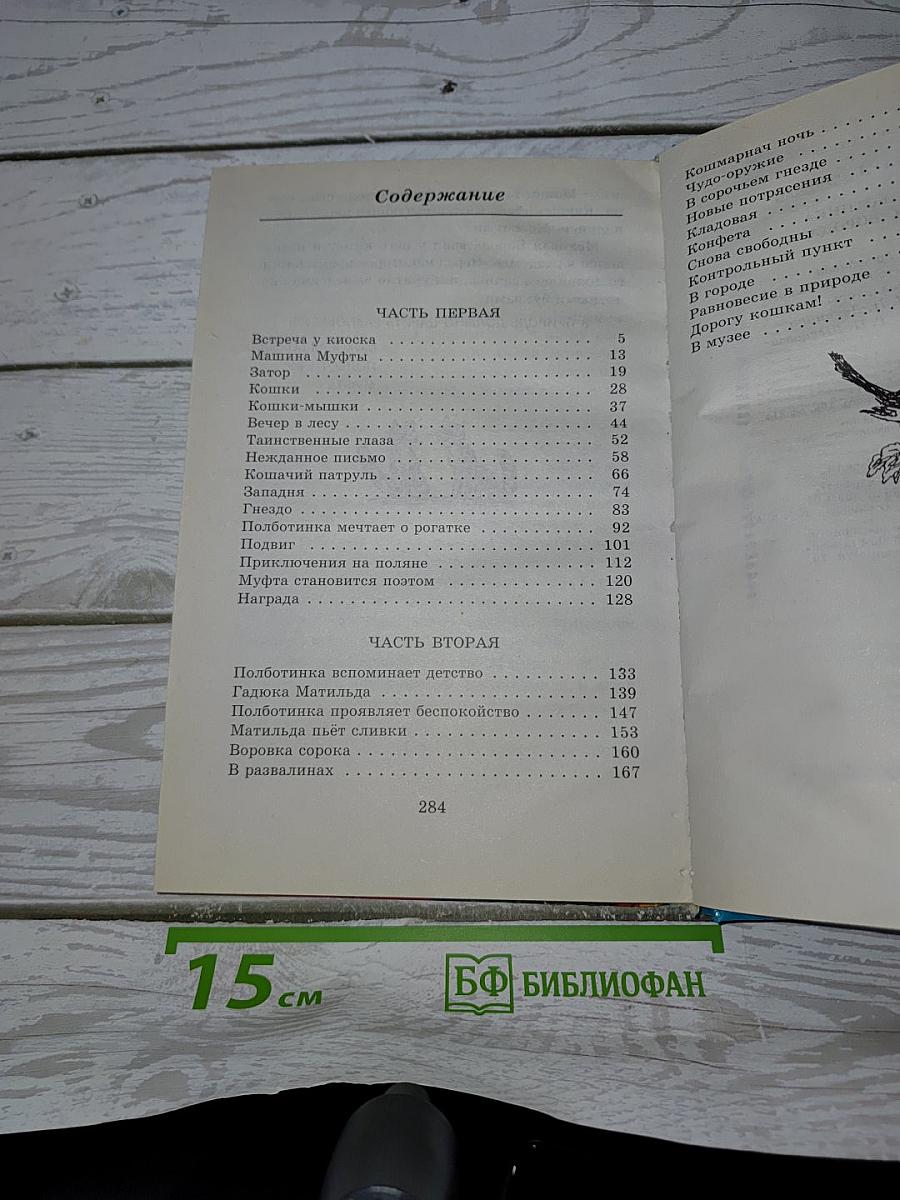 Содержание
ЧАСТЬ ПЕРВАЯ
Встреча у киоска . . . . . . . . . . . . . . . . . . . . 5
Машина Муфты . . . . . . . . . . . . . . . . . . . . 13
Затор . . . . . . . . . . . . . . . . . . . . . . . . . . . 19
Кошки . . . . . . . . . . . . . . . . . . . . . . . . . . 28
Кошки-мышки . . . . . . . . . . . . . . . . . . . . . 37
Вечер в лесу . . . . . . . . . . . . . . . . . . . . . . . 44
Таинственные глаза . . . . . . . . . . . . . . . . . . 52
Нежданное письмо . . . . . . . . . . . . . . . . . . . 58
Кошачий патруль . . . . . . . . . . . . . . . . . . . . 66
Западня . . . . . . . . . . . . . . . . . . . . . . . . . . 74
Гнездо . . . . . . . . . . . . . . . . . . . . . . . . . . . 83
Полботинка мечтает о рогатке . . . . . . . . . . . 92
Подвиг . . . . . . . . . . . . . . . . . . . . . . . . . . 101
Приключения на поляне . . . . . . . . . . . . . . . 112
Муфта становится поэтом . . . . . . . . . . . . . . 120
Награда . . . . . . . . . . . . . . . . . . . . . . . . . . 128
ЧАСТЬ ВТОРАЯ
Полботинка вспоминает детство . . . . . . . . . . 133
Гадюка Матильда . . . . . . . . . . . . . . . . . . . . 139
Полботинка проявляет беспокойство . . . . . . . 147
Матильда пьёт сливки . . . . . . . . . . . . . . . . . 153
Воровка сорока . . . . . . . . . . . . . . . . . . . . . . 160
В развалинах . . . . . . . . . . . . . . . . . . . . . . . 167
284
Кошмарнач ночь . . . . . .
Чудо-оружие . . . . . .
В сорочьем гнезде . . . . .
Новые потрясения . . . .
Кладовая . . . . . . . .
Конфета . . . . . . . .
Снова свободны . . . . .
Контрольный пункт . . .
В городе . . . . . . . .
Равновесие в природе . .
Дорогу кошкам! . . . . .
В музее . . . . . . . . .
15 см
БФ БИБЛИОФАН